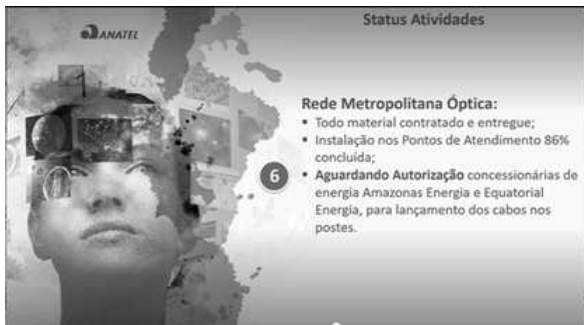 ANATEL
Status Atividades
Rede Metropolitana Óptica:
▪ Todo material contratado e entregue;
▪ Instalação nos Pontos de Atendimento 86%
concluída;
6
▪ Aguardando Autorização concessionárias de
energia Amazonas Energia e Equatorial
Energia, para lançamento dos cabos nos
postes.